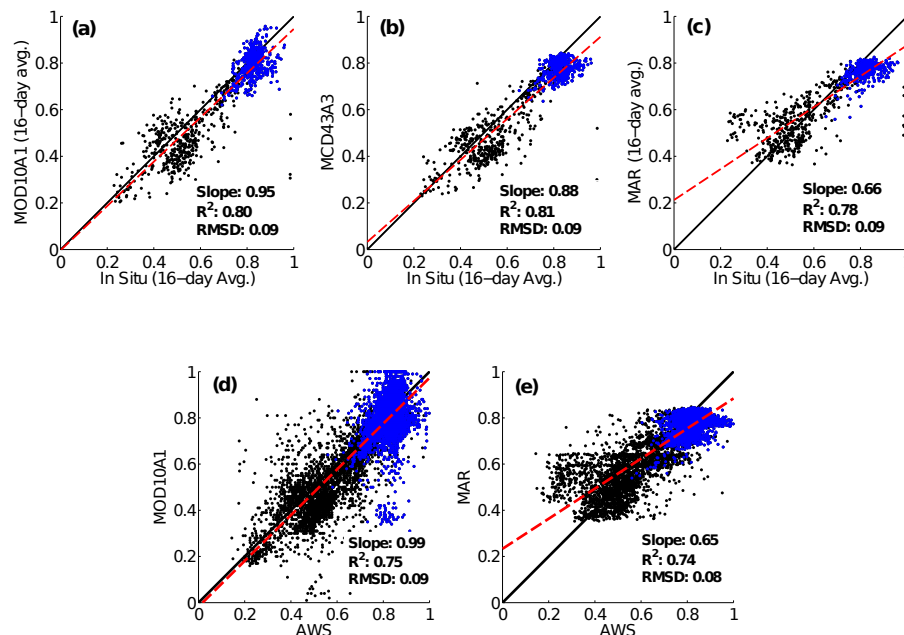 (a)
MOD10A1 (16−day avg.)
1
0.8
0.6
0.4
0.2
0
0 0.2 0.4 0.6 0.8 1
In Situ (16−day Avg.)
Slope: 0.95
R²: 0.80
RMSD: 0.09
(b)
MCD43A3
1
0.8
0.6
0.4
0.2
0
0 0.2 0.4 0.6 0.8 1
In Situ (16−day Avg.)
Slope: 0.88
R²: 0.81
RMSD: 0.09
(c)
MAR (16−day avg.)
1
0.8
0.6
0.4
0.2
0
0 0.2 0.4 0.6 0.8 1
In Situ (16−day Avg.)
Slope: 0.66
R²: 0.78
RMSD: 0.09
(d)
MOD10A1
1
0.8
0.6
0.4
0.2
0
0 0.2 0.4 0.6 0.8 1
AWS
Slope: 0.99
R²: 0.75
RMSD: 0.09
(e)
MAR
1
0.8
0.6
0.4
0.2
0
0 0.2 0.4 0.6 0.8 1
AWS
Slope: 0.65
R²: 0.74
RMSD: 0.08